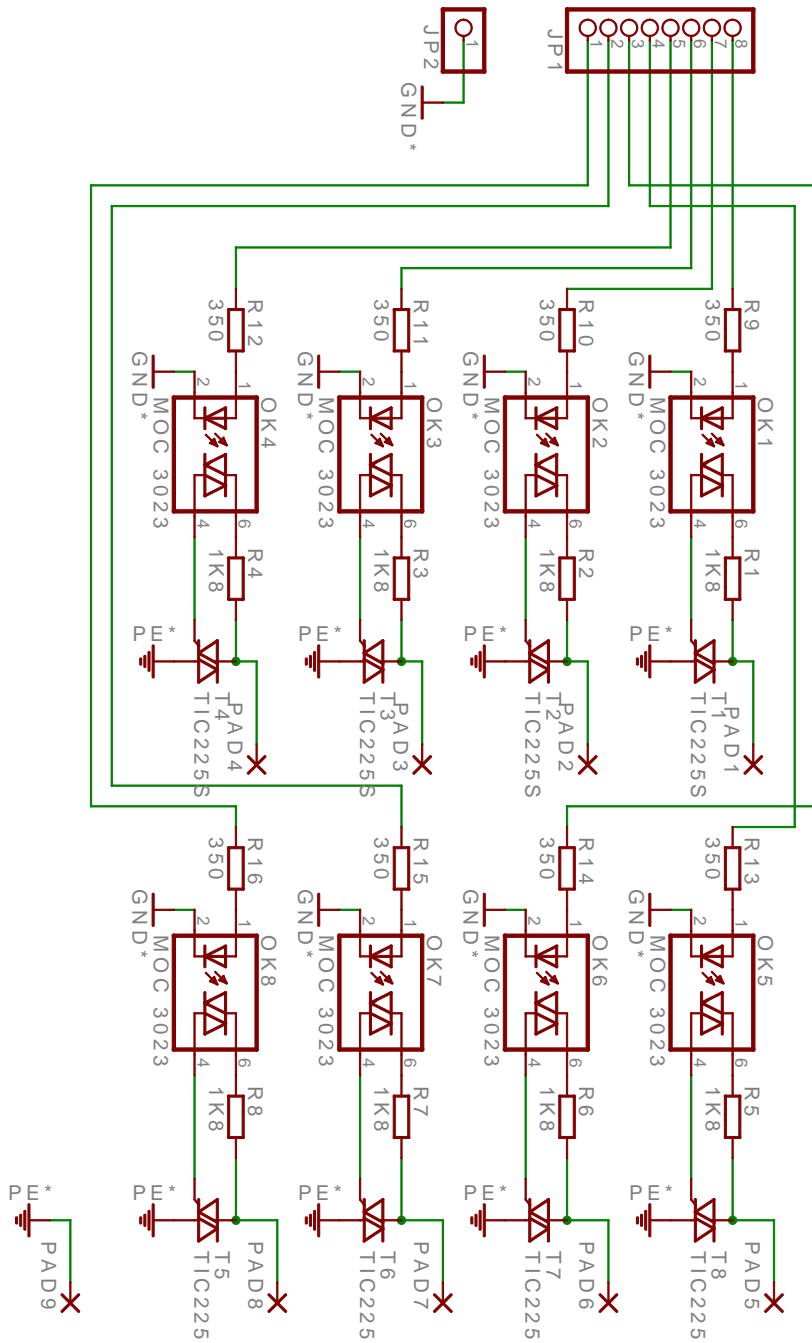 JP2
1
GND*
JP1
1
2
3
4
5
6
7
8
R12
350
R11
350
R10
350
R9
350
GND*
2
1
OK4
MOC 3023
4
6
GND*
2
1
OK3
MOC 3023
4
6
GND*
2
1
OK2
MOC 3023
4
6
GND*
2
1
OK1
MOC 3023
4
6
R4
1K8
R3
1K8
R2
1K8
R1
1K8
PE*
T4
TIC225S
PAD4
PE*
T3
TIC225S
PAD3
PE*
T2
TIC225S
PAD2
PE*
T1
TIC225S
PAD1
R16
350
R15
350
R14
350
R13
350
GND*
2
1
OK8
MOC 3023
4
6
GND*
2
1
OK7
MOC 3023
4
6
GND*
2
1
OK6
MOC 3023
4
6
GND*
2
1
OK5
MOC 3023
4
6
R8
1K8
R7
1K8
R6
1K8
R5
1K8
PE*
PAD9
PE*
T5
TIC225
PAD8
PE*
T6
TIC225
PAD7
PE*
T7
TIC225
PAD6
PE*
T8
TIC225
PAD5